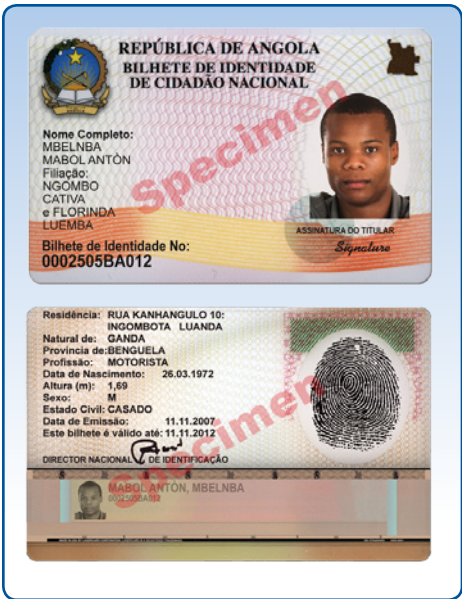 REPÚBLICA DE ANGOLA
BILHETE DE IDENTIDADE
DE CIDADÃO NACIONAL
Nome Completo:
MBELNBA
MABOL ANTÓN
Filiação:
NGOMBO
CATIVA
e FLORINDA
LUEMBA
ASSINATURA DO TITULAR
Signature
Bilhete de Identidade No:
0002505BA012
Specimen
Residência: RUA KANHANGULO 10:
INGOMBOTA LUANDA
Natural de: GANDA
Provincia de:BENGUELA
Profissão: MOTORISTA
Data de Nascimento: 26.03.1972
Altura (m): 1,69
Sexo: M
Estado Civil: CASADO
Data de Emissão: 11.11.2007
Este bilhete é válido até: 11.11.2012
DIRECTOR NACIONAL DE IDENTIFICAÇÃO
Specimen
MABOL ANTÓN, MBELNBA
0002505BA012